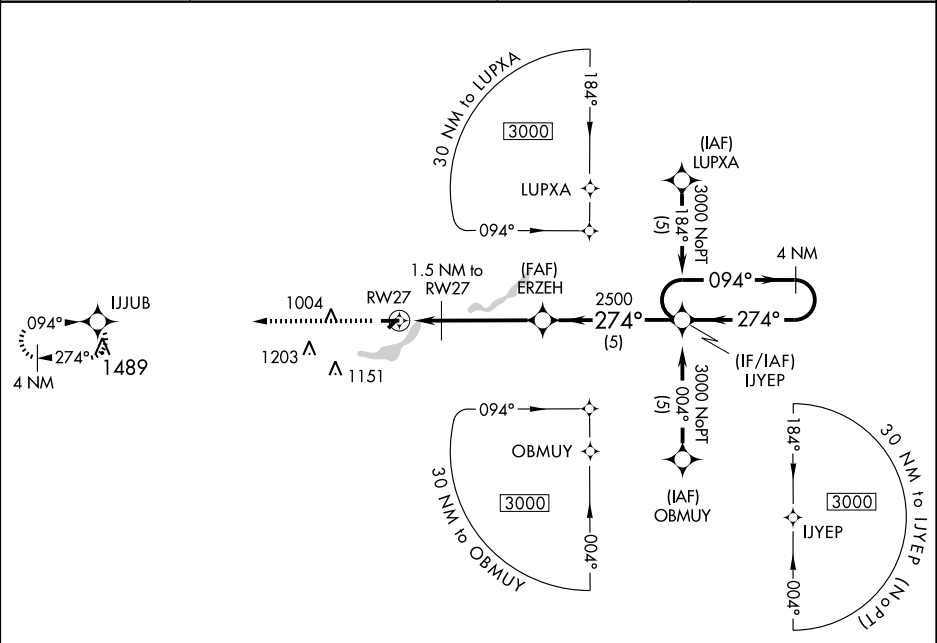 30 NM to LUPXA
184°
3000
LUPXA
094°
(IAF)
LUPXA
3000 NoPT
184°
(5)
4 NM
094°
1.5 NM to
RW27
(FAF)
ERZEH
RW27
1004
2500
274°
(5)
274°
(IF/IAF)
IJYEP
IJJUB
094°
274°
4 NM
1489
1203
1151
3000 NoPT
004°
(5)
(IAF)
OBMUY
094°
OBMUY
3000
30 NM to OBMUY
004°
184°
3000
IJYEP
004°
30 NM to IJYEP (NoPT)